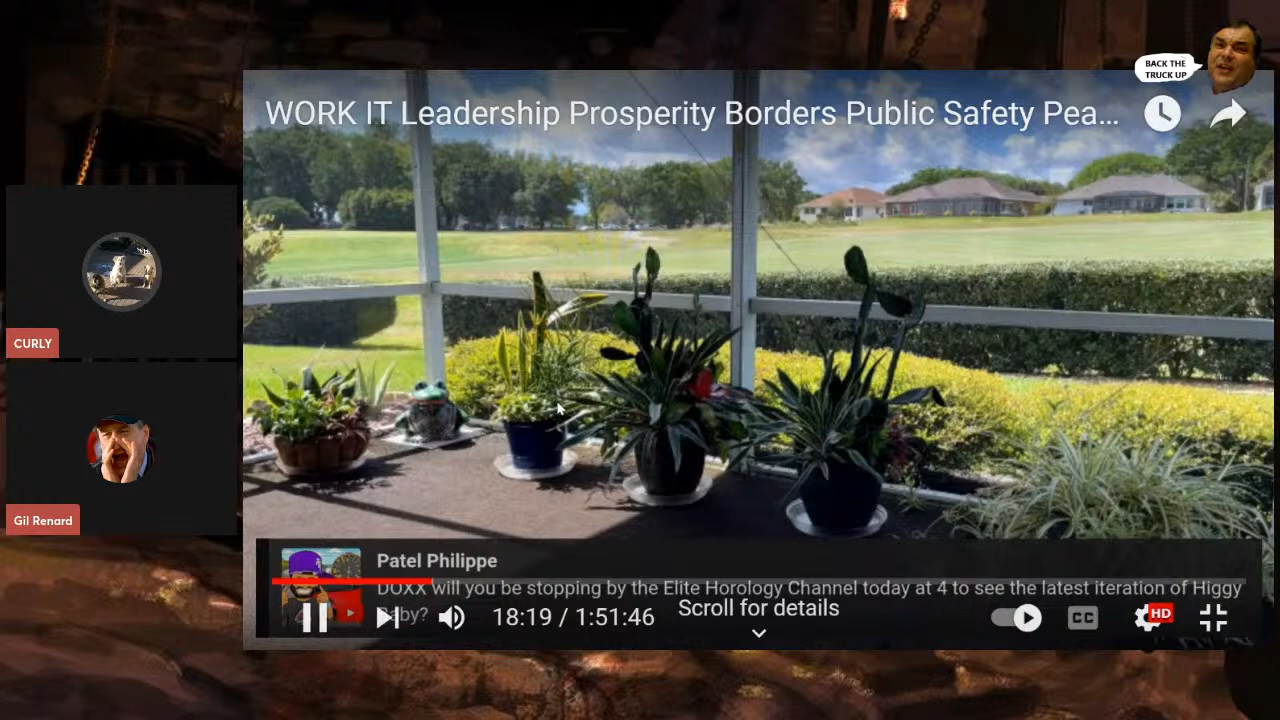 BACK THE
TRUCK UP
WORK IT Leadership Prosperity Borders Public Safety Pea...
CURLY
Gil Renard
Patel Philippe
DOXX will you be stopping by the Elite Horology Channel today at 4 to see the latest iteration of Higgy
Baby?
18:19 / 1:51:46
Scroll for details
CC
HD